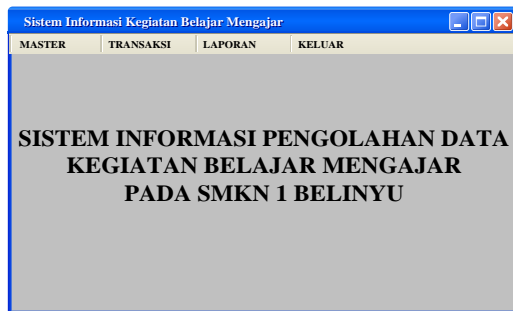 Sistem Informasi Kegiatan Belajar Mengajar
MASTER TRANSAKSI LAPORAN KELUAR
SISTEM INFORMASI PENGOLAHAN DATA
KEGIATAN BELAJAR MENGAJAR
PADA SMKN 1 BELINYU